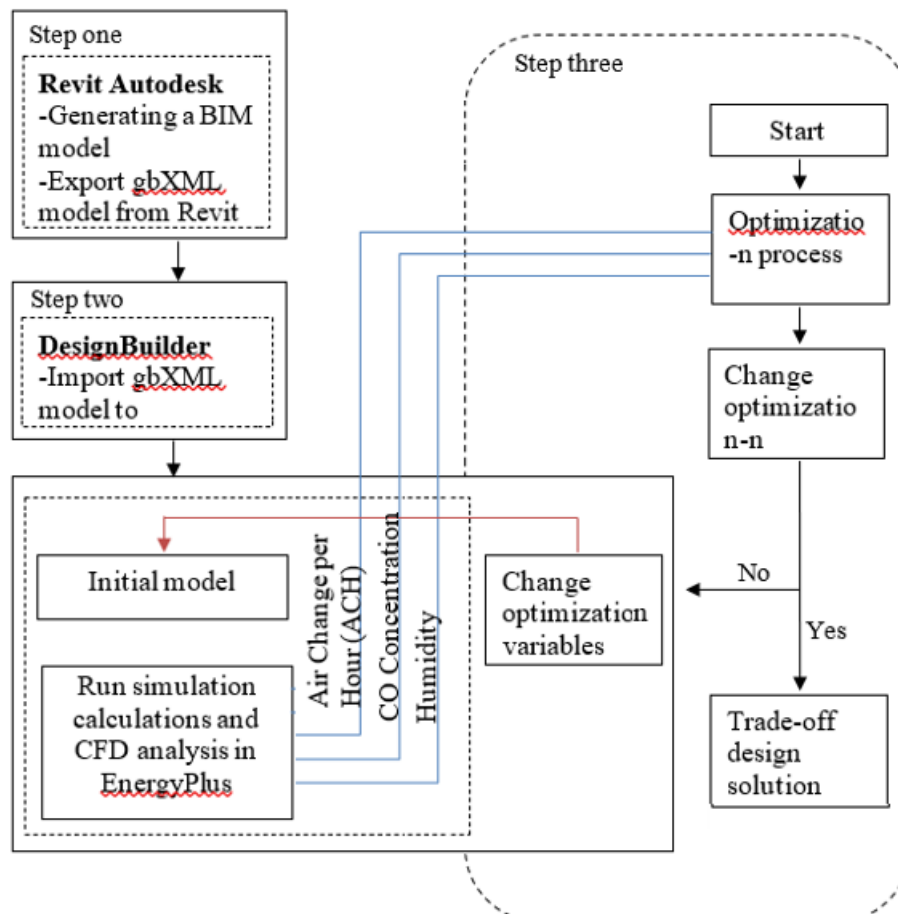 Step one
Revit Autodesk
-Generating a BIM
model
-Export gbXML
model from Revit
Step two
DesignBuilder
-Import gbXML
model to
Initial model
Run simulation
calculations and
CFD analysis in
EnergyPlus
Air Change per
Hour (ACH)
CO Concentration
Humidity
Change
optimization
variables
Step three
Start
Optimizatio
-n process
Change
optimizatio
n-n
No
Yes
Trade-off
design
solution